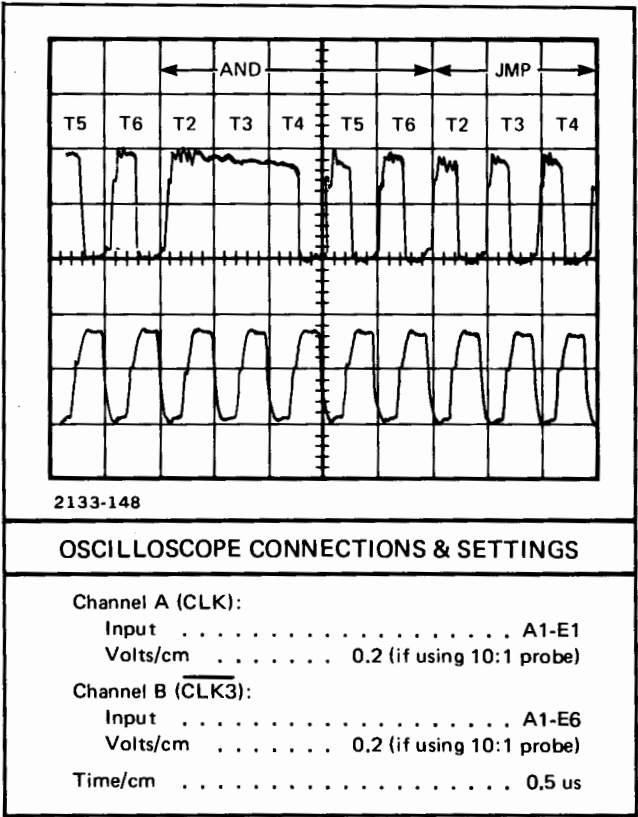 AND JMP
T5 T6 T2 T3 T4 T5 T6 T2 T3 T4
2133-148
OSCILLOSCOPE CONNECTIONS & SETTINGS
Channel A (CLK):
Input . . . . . . . . . . . . . . . . . . . . A1-E1
Volts/cm . . . . . . . 0.2 (if using 10:1 probe)
Channel B (C̅L̅K̅3̅):
Input . . . . . . . . . . . . . . . . . . . . A1-E6
Volts/cm . . . . . . . 0.2 (if using 10:1 probe)
Time/cm . . . . . . . . . . . . . . . . . . . . 0.5 us